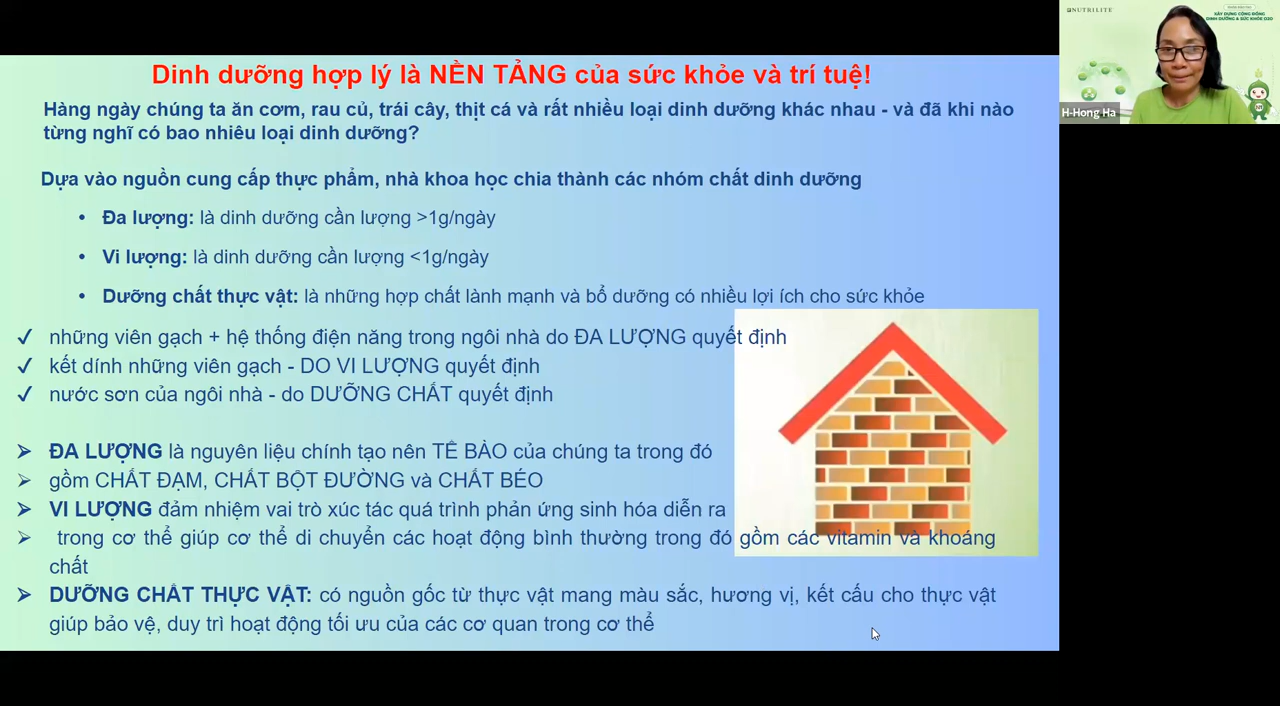 Dinh dưỡng hợp lý là NỀN TẢNG của sức khỏe và trí tuệ!
Hàng ngày chúng ta ăn cơm, rau củ, trái cây, thịt cá và rất nhiều loại dinh dưỡng khác nhau - và đã khi nào
từng nghĩ có bao nhiêu loại dinh dưỡng?
Dựa vào nguồn cung cấp thực phẩm, nhà khoa học chia thành các nhóm chất dinh dưỡng
• Đa lượng: là dinh dưỡng cần lượng >1g/ngày
• Vi lượng: là dinh dưỡng cần lượng <1g/ngày
• Dưỡng chất thực vật: là những hợp chất lành mạnh và bổ dưỡng có nhiều lợi ích cho sức khỏe
✓ những viên gạch + hệ thống điện năng trong ngôi nhà do ĐA LƯỢNG quyết định
✓ kết dính những viên gạch - DO VI LƯỢNG quyết định
✓ nước sơn của ngôi nhà - do DƯỠNG CHẤT quyết định
➢ ĐA LƯỢNG là nguyên liệu chính tạo nên TẾ BÀO của chúng ta trong đó
➢ gồm CHẤT ĐẠM, CHẤT BỘT ĐƯỜNG và CHẤT BÉO
➢ VI LƯỢNG đảm nhiệm vai trò xúc tác quá trình phản ứng sinh hóa diễn ra
➢ trong cơ thể giúp cơ thể di chuyển các hoạt động bình thường trong đó gồm các vitamin và khoáng
chất
➢ DƯỠNG CHẤT THỰC VẬT: có nguồn gốc từ thực vật mang màu sắc, hương vị, kết cấu cho thực vật
giúp bảo vệ, duy trì hoạt động tối ưu của các cơ quan trong cơ thể
NUTRILITE
XÂY DỰNG CỘNG ĐỒNG
DINH DƯỠNG & SỨC KHỎE O2O
H-Hong Ha